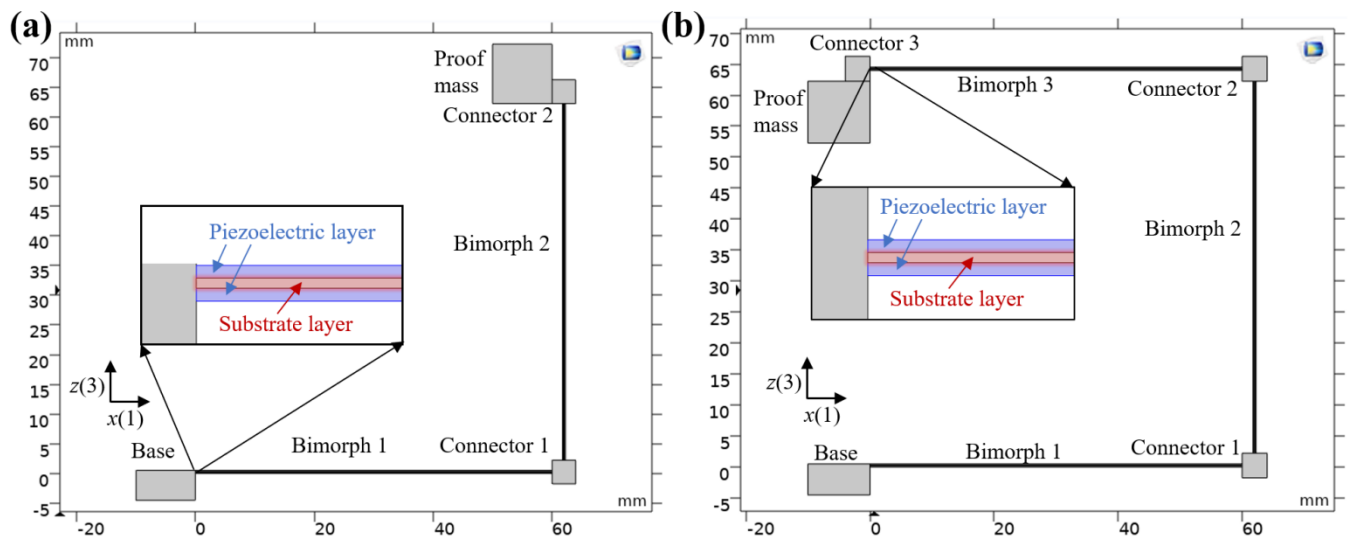 (a)
mm
70
65
60
55
50
45
40
35
30
25
20
15
10
5
0
-5
-20
0
20
40
60
mm
Proof
mass
Connector 2
Bimorph 2
Piezoelectric layer
Substrate layer
z(3)
x(1)
Base
Bimorph 1
Connector 1
(b)
mm
70
65
60
55
50
45
40
35
30
25
20
15
10
5
0
-5
-20
0
20
40
60
mm
Connector 3
Bimorph 3
Connector 2
Proof
mass
Piezoelectric layer
Substrate layer
Bimorph 2
z(3)
x(1)
Base
Bimorph 1
Connector 1